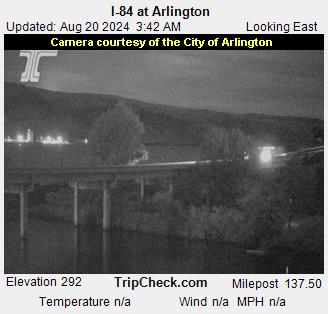 I-84 at Arlington
Updated: Aug 20 2024 3:42 AM Looking East
Camera courtesy of the City of Arlington
Elevation 292 TripCheck.com Milepost 137.50
Temperature n/a Wind n/a MPH n/a